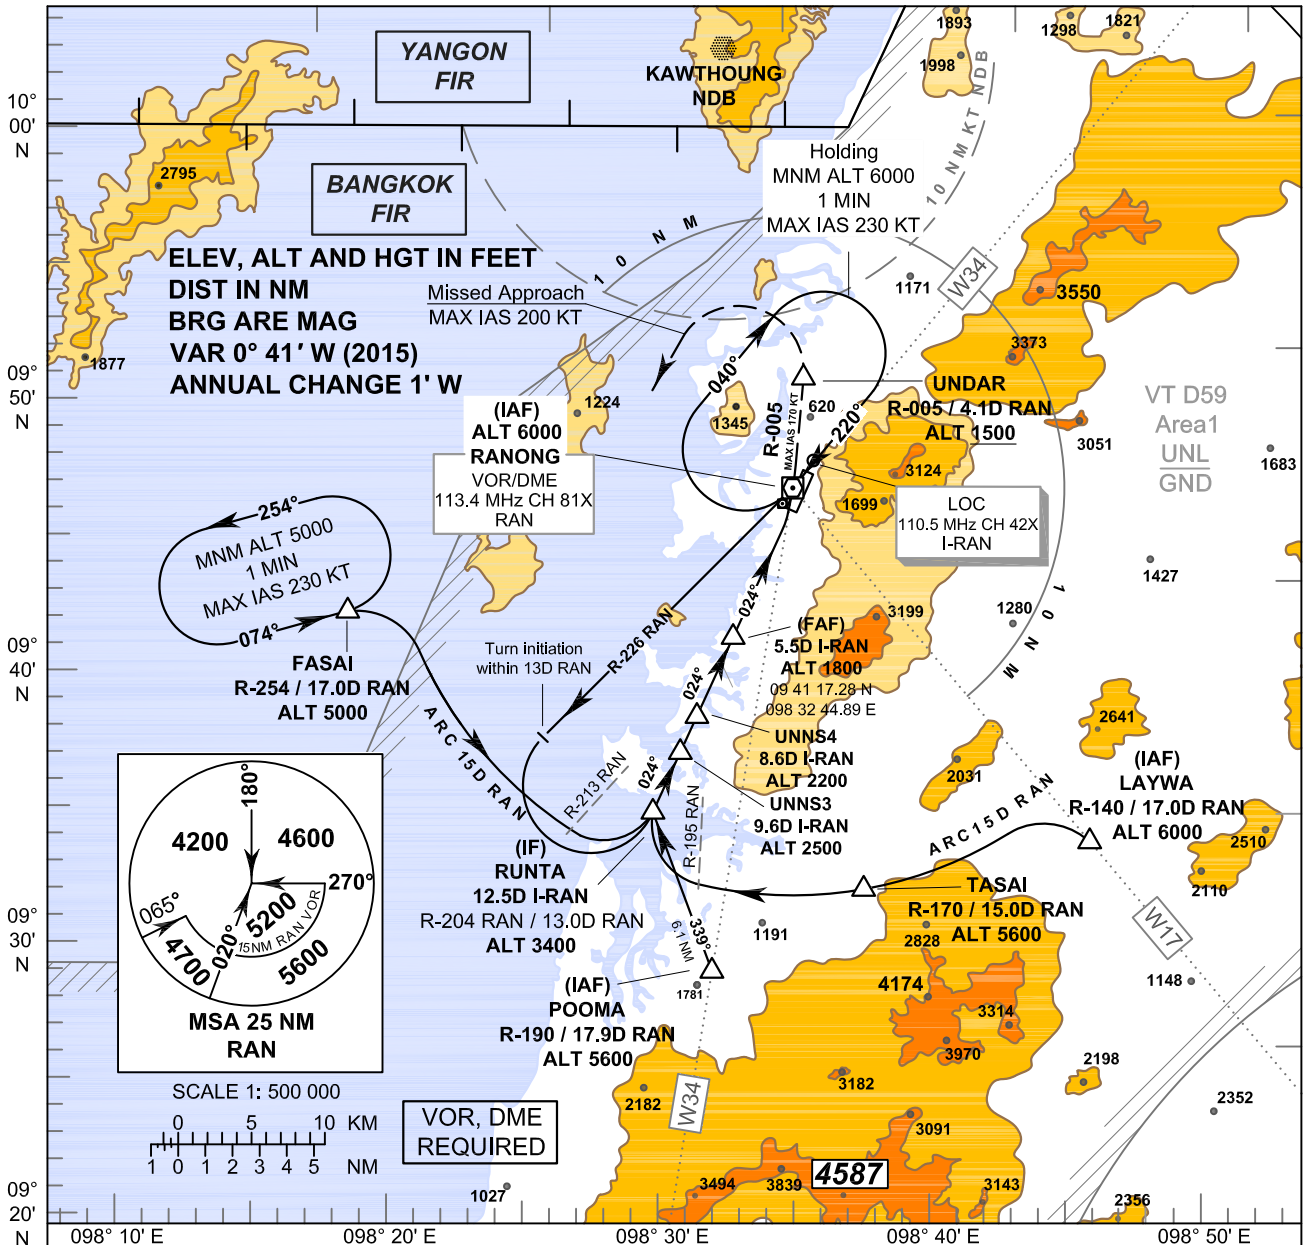 1893
1298
1821
1998
YANGON
FIR
KAWTHOUNG
NDB
10 NM KT NDB
10°
00'
N
Holding
MNM ALT 6000
1 MIN
MAX IAS 230 KT
2795
BANGKOK
FIR
10 NM
ELEV, ALT AND HGT IN FEET
DIST IN NM
BRG ARE MAG
VAR 0° 41' W (2015)
ANNUAL CHANGE 1' W
Missed Approach
MAX IAS 200 KT
1171
W34
3550
3373
1877
09°
50'
N
040°
UNDAR
R-005 / 4.1D RAN
ALT 1500
VT D59
Area1
UNL
GND
(IAF)
ALT 6000
RANONG
VOR/DME
113.4 MHz CH 81X
RAN
1224
1345
R-005
MAX IAS 170 KT
620
220°
3051
1683
3124
1699
LOC
110.5 MHz CH 42X
I-RAN
254°
MNM ALT 5000
1 MIN
MAX IAS 230 KT
074°
1427
1280
10 NM
024°
3199
R-226 RAN
(FAF)
5.5D I-RAN
ALT 1800
09 41 17.28 N
098 32 44.89 E
09°
40'
N
FASAI
R-254 / 17.0D RAN
ALT 5000
Turn initiation
within 13D RAN
024°
ARC 15D RAN
UNNS4
8.6D I-RAN
ALT 2200
2641
2031
(IAF)
LAYWA
R-140 / 17.0D RAN
ALT 6000
R-213 RAN
024°
UNNS3
9.6D I-RAN
ALT 2500
R-195 RAN
ARC 15D RAN
2510
2110
180°
4200
4600
270°
065°
5200
15NM RAN VOR
4700
020°
5600
MSA 25 NM
RAN
(IF)
RUNTA
12.5D I-RAN
R-204 RAN / 13.0D RAN
ALT 3400
TASAI
R-170 / 15.0D RAN
ALT 5600
09°
30'
N
339°
6.1 NM
1191
2828
W17
(IAF)
POOMA
R-190 / 17.9D RAN
ALT 5600
1781
4174
1148
3314
3970
SCALE 1: 500 000
0 5 10 KM
1 0 1 2 3 4 5 NM
VOR, DME
REQUIRED
2182
W34
3182
2198
2352
3091
09°
20'
N
1027
3494
3839
4587
3143
2356
098° 10' E
098° 20' E
098° 30' E
098° 40' E
098° 50' E